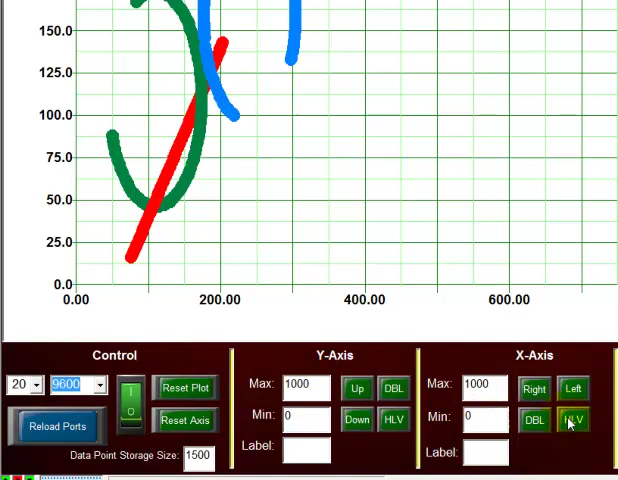 150.0
125.0
100.0
75.0
50.0
25.0
0.0
0.00 200.00 400.00 600.00
Control Y-Axis X-Axis
20 9600 Reset Plot Max: 1000 Up DBL Max: 1000 Right Left
Reload Ports Reset Axis Min: 0 Down HLV Min: 0 DBL HLV
Data Point Storage Size: 1500 Label: Label: